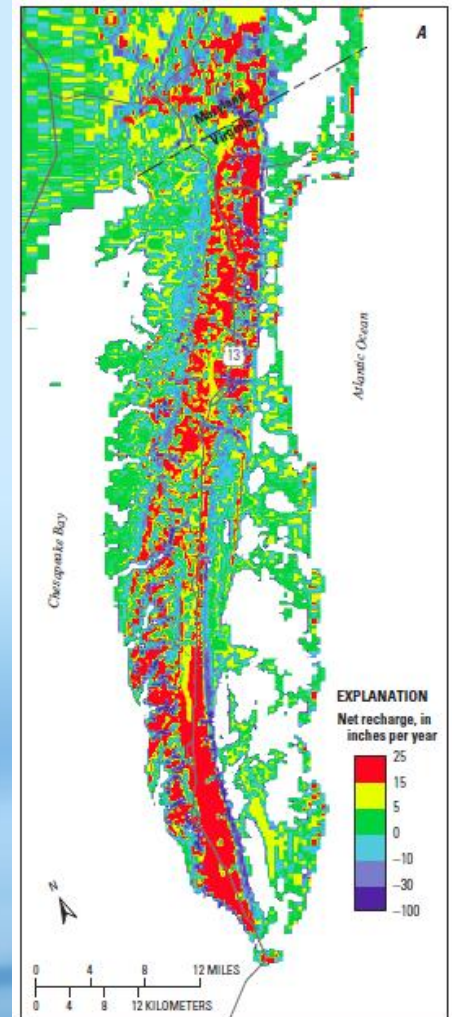 A
Maryland
Virginia
13
Atlantic Ocean
Chesapeake Bay
EXPLANATION
Net recharge, in
inches per year
25
15
5
0
−10
−30
−100
N
0 4 8 12 MILES
0 4 8 12 KILOMETERS